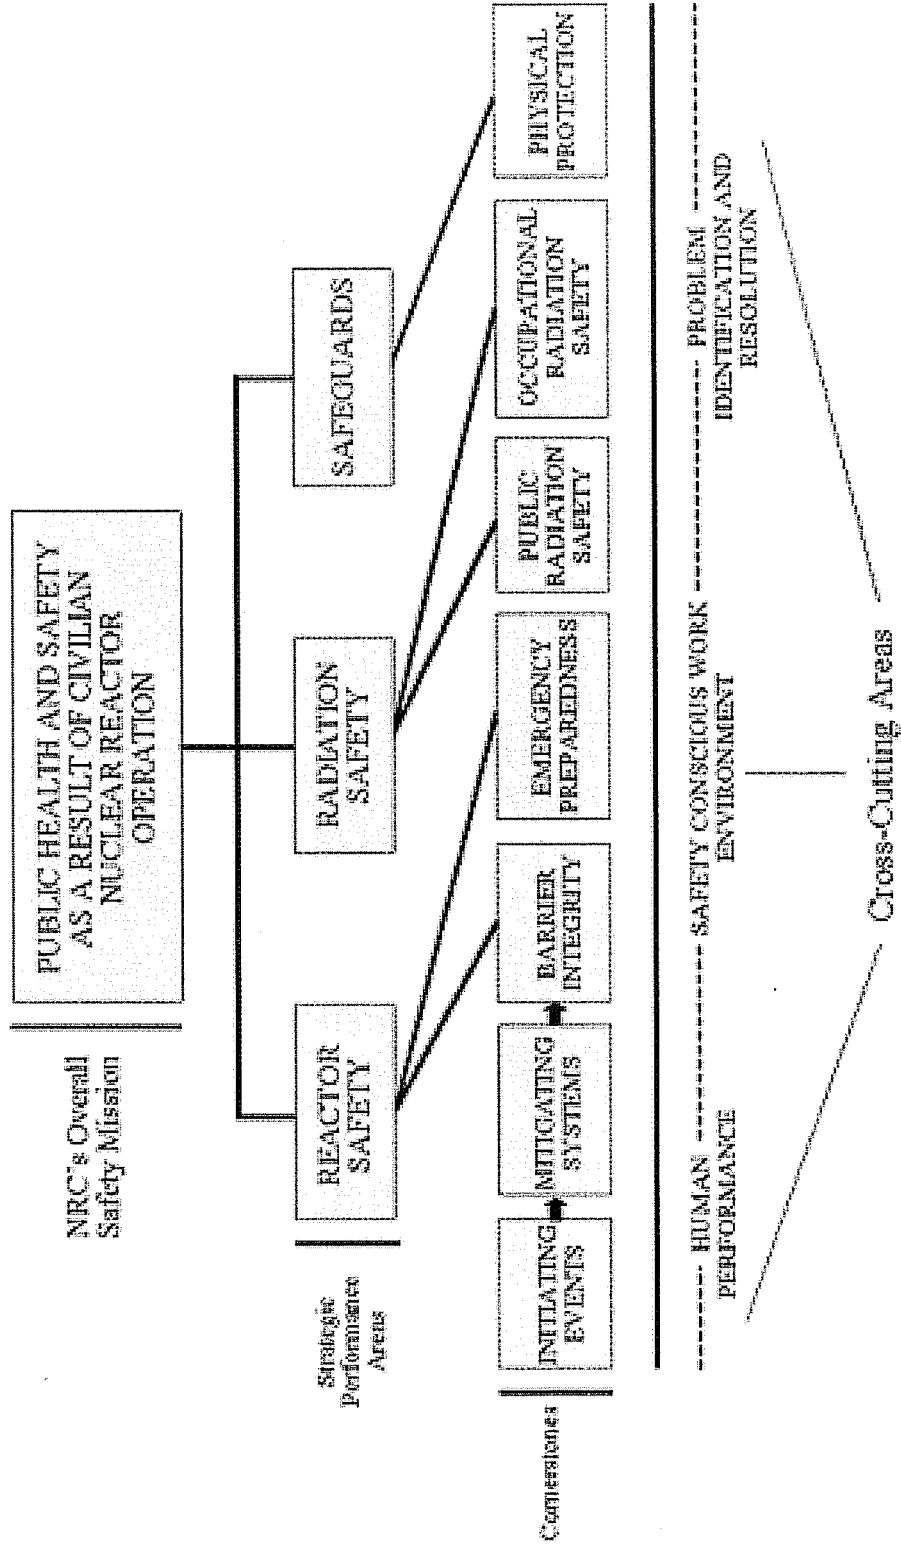 NRC's Overall
Safety Mission
PUBLIC HEALTH AND SAFETY
AS A RESULT OF CIVILIAN
NUCLEAR REACTOR
OPERATION
Strategic
Performance
Areas
REACTOR
SAFETY
RADIATION
SAFETY
SAFEGUARDS
Cornerstones
INITIATING
EVENTS
MITIGATING
SYSTEMS
BARRIER
INTEGRITY
EMERGENCY
PREPAREDNESS
PUBLIC
RADIATION
SAFETY
OCCUPATIONAL
RADIATION
SAFETY
PHYSICAL
PROTECTION
HUMAN
PERFORMANCE
SAFETY CONSCIOUS WORK
ENVIRONMENT
PROBLEM
IDENTIFICATION AND
RESOLUTION
Cross-Cutting Areas